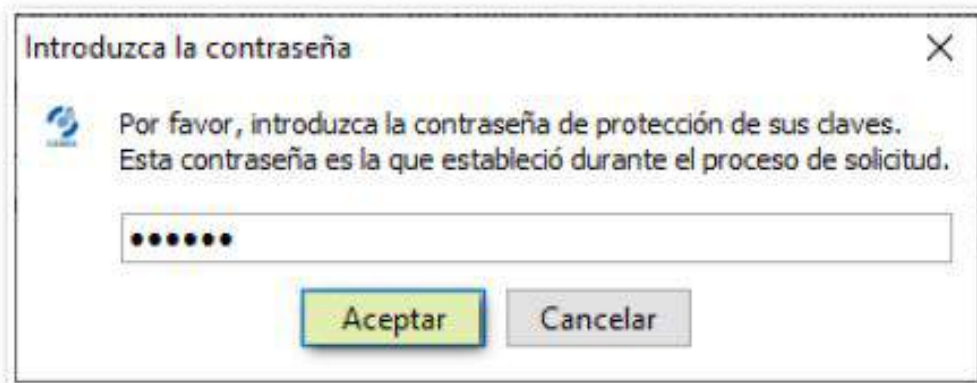 Introduzca la contraseña
Por favor, introduzca la contraseña de protección de sus claves.
Esta contraseña es la que estableció durante el proceso de solicitud.
••••••
Aceptar Cancelar